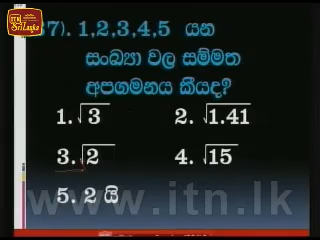 ITN
Sri Lanka
37). 1,2,3,4,5 යන
සංඛ්‍යා වල සම්මත
අපගමනය කීයද?
1. √3 2. √1.41
3. √2 4. √15
5. 2 යි
www.itn.lk